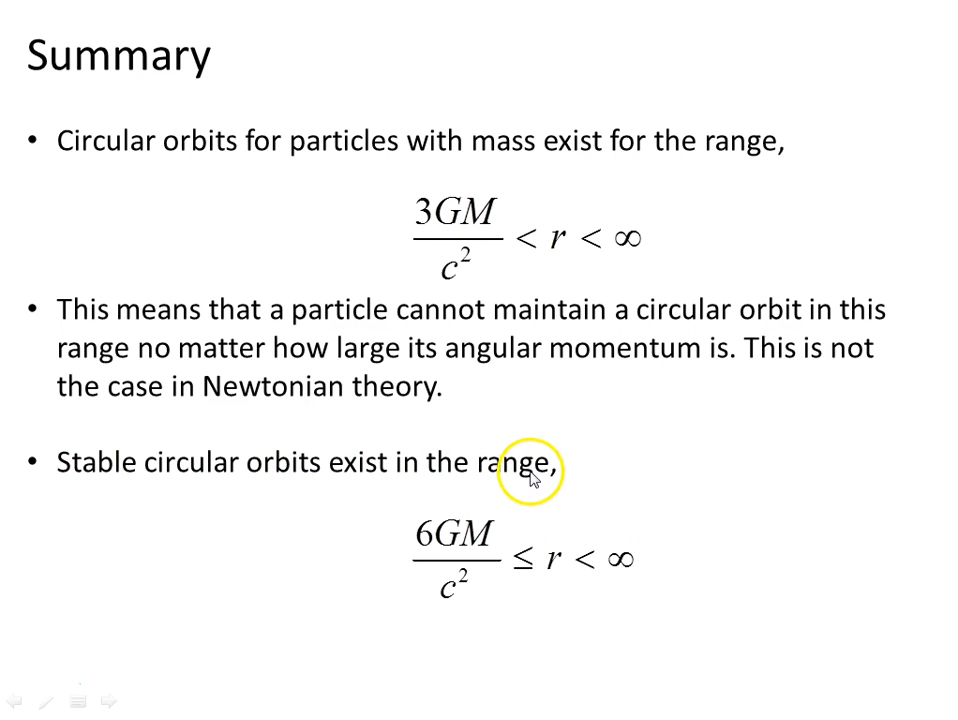 Summary
• Circular orbits for particles with mass exist for the range,
3GM/c² < r < ∞
• This means that a particle cannot maintain a circular orbit in this
range no matter how large its angular momentum is. This is not
the case in Newtonian theory.
• Stable circular orbits exist in the range,
6GM/c² ≤ r < ∞